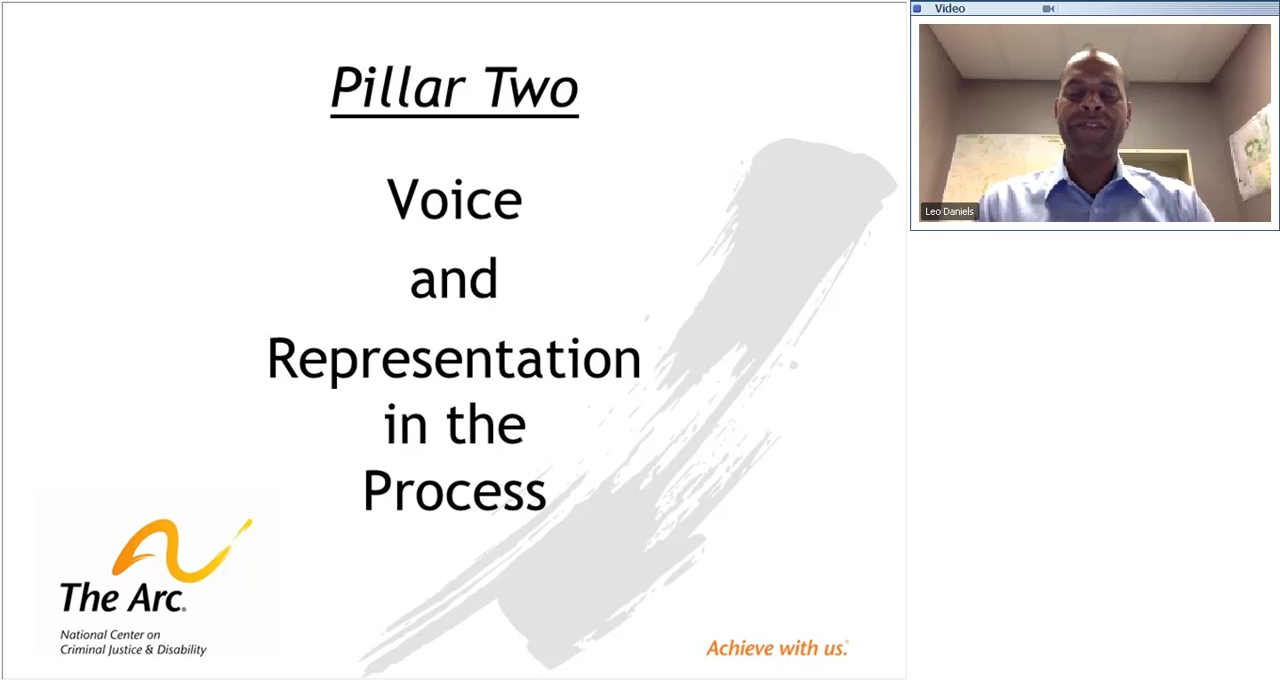 Pillar Two
Voice
and
Representation
in the
Process
The Arc®
National Center on
Criminal Justice & Disability
Achieve with us.
Video
Leo Daniels